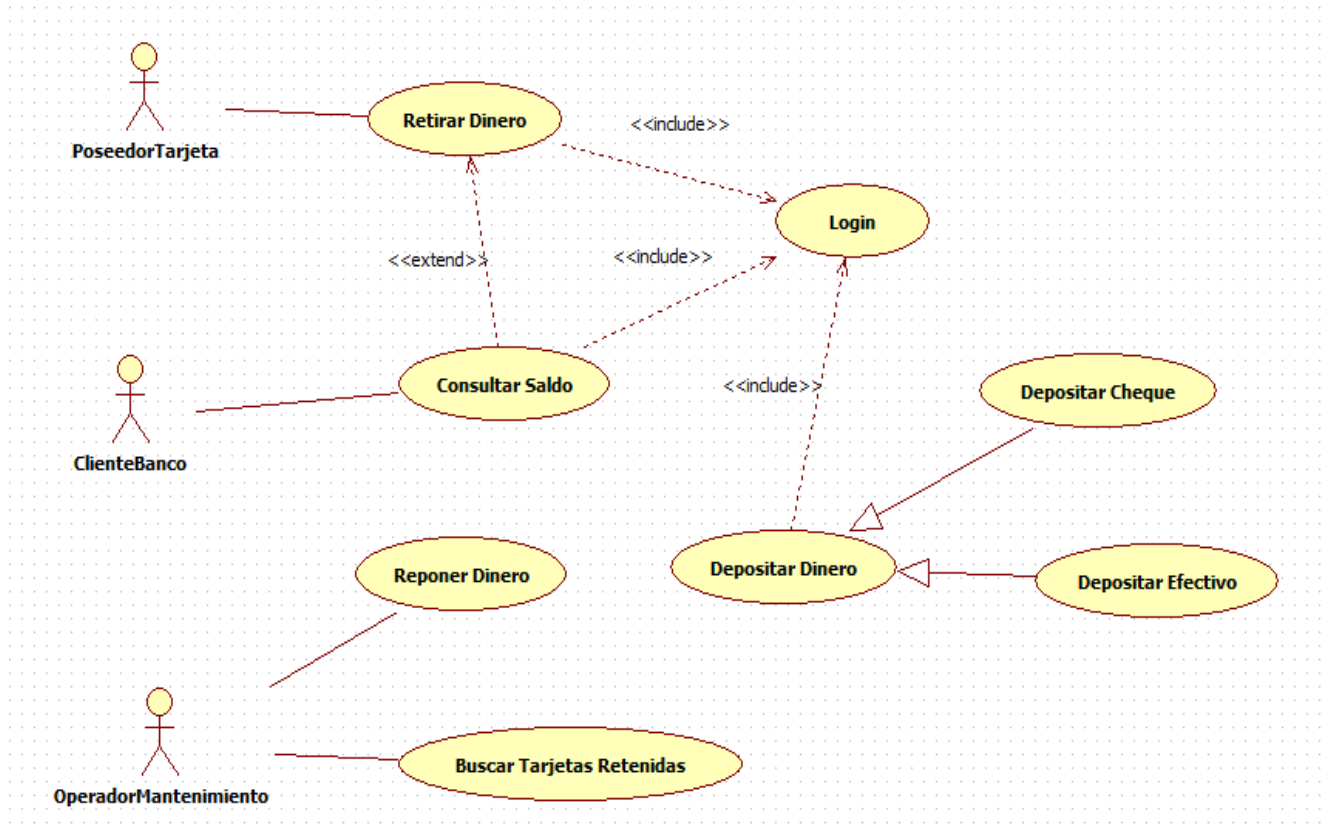 Retirar Dinero
<<include>>
PoseedorTarjeta
Login
<<extend>>
<<include>>
Consultar Saldo
<<include>>
Depositar Cheque
ClienteBanco
Reponer Dinero
Depositar Dinero
Depositar Efectivo
Buscar Tarjetas Retenidas
OperadorMantenimiento